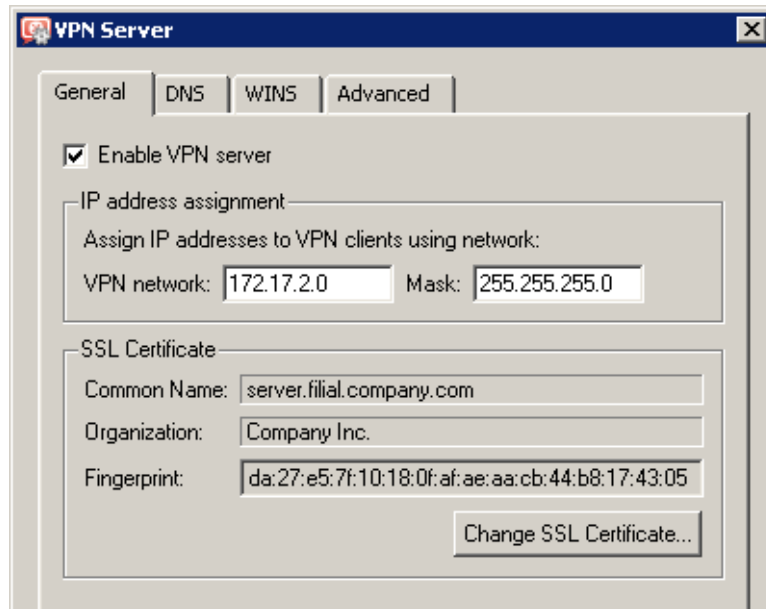 VPN Server
General DNS WINS Advanced
Enable VPN server
IP address assignment
Assign IP addresses to VPN clients using network:
VPN network: 172.17.2.0 Mask: 255.255.255.0
SSL Certificate
Common Name: server.filial.company.com
Organization: Company Inc.
Fingerprint: da:27:e5:7f:10:18:0f:af:ae:aa:cb:44:b8:17:43:05
Change SSL Certificate...